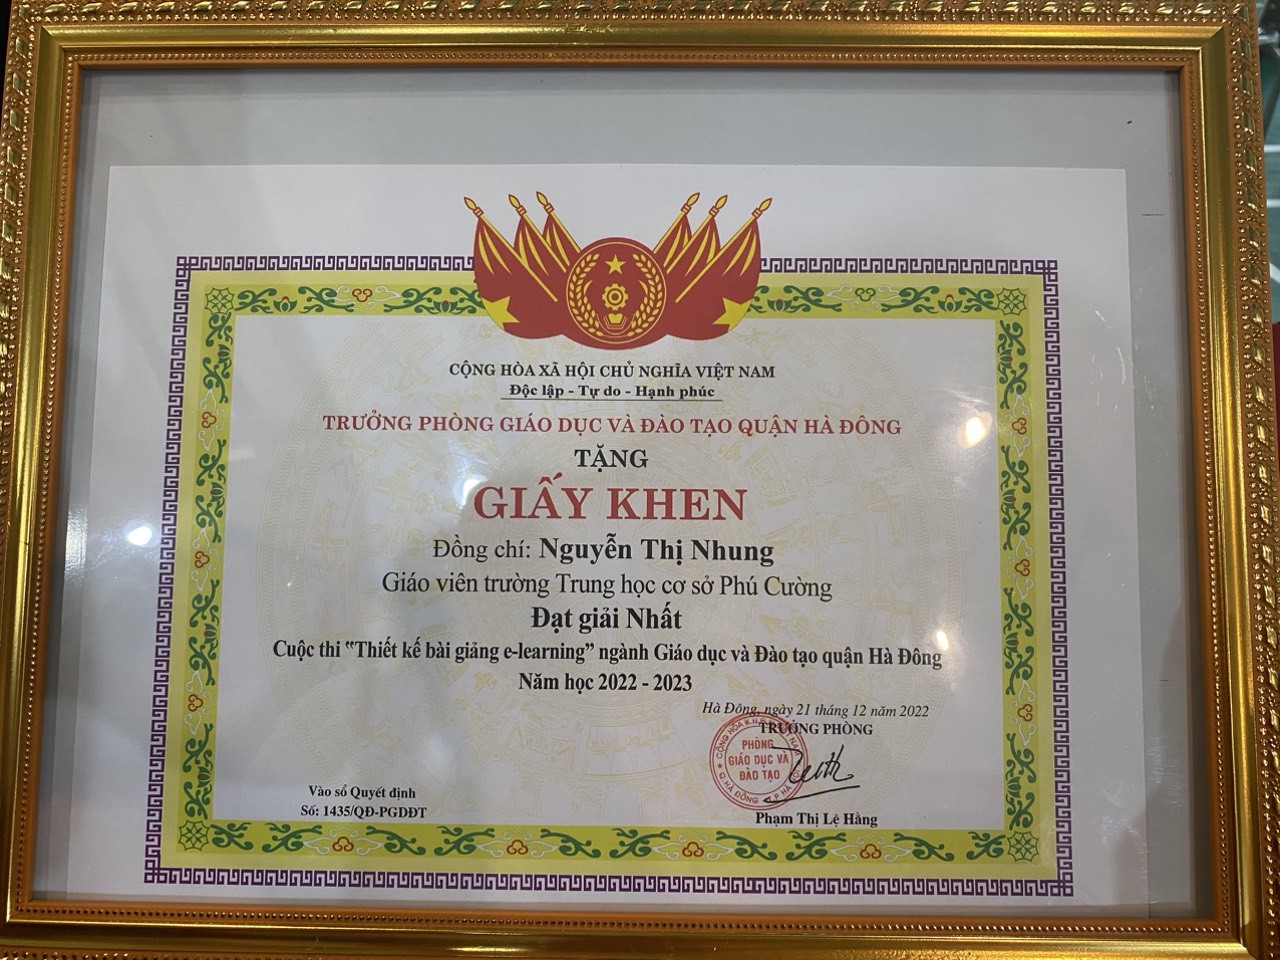 CỘNG HÒA XÃ HỘI CHỦ NGHĨA VIỆT NAM
Độc lập - Tự do - Hạnh phúc
TRƯỞNG PHÒNG GIÁO DỤC VÀ ĐÀO TẠO QUẬN HÀ ĐÔNG
TẶNG
GIẤY KHEN
Đồng chí: Nguyễn Thị Nhung
Giáo viên trường Trung học cơ sở Phú Cường
Đạt giải Nhất
Cuộc thi "Thiết kế bài giảng e-learning" ngành Giáo dục và Đào tạo quận Hà Đông
Năm học 2022 - 2023
Hà Đông, ngày 21 tháng 12 năm 2022
TRƯỞNG PHÒNG
PHÒNG
GIÁO DỤC VÀ
ĐÀO TẠO
Vào sổ Quyết định
Số: 1435/QĐ-PGDĐT
Phạm Thị Lệ Hằng